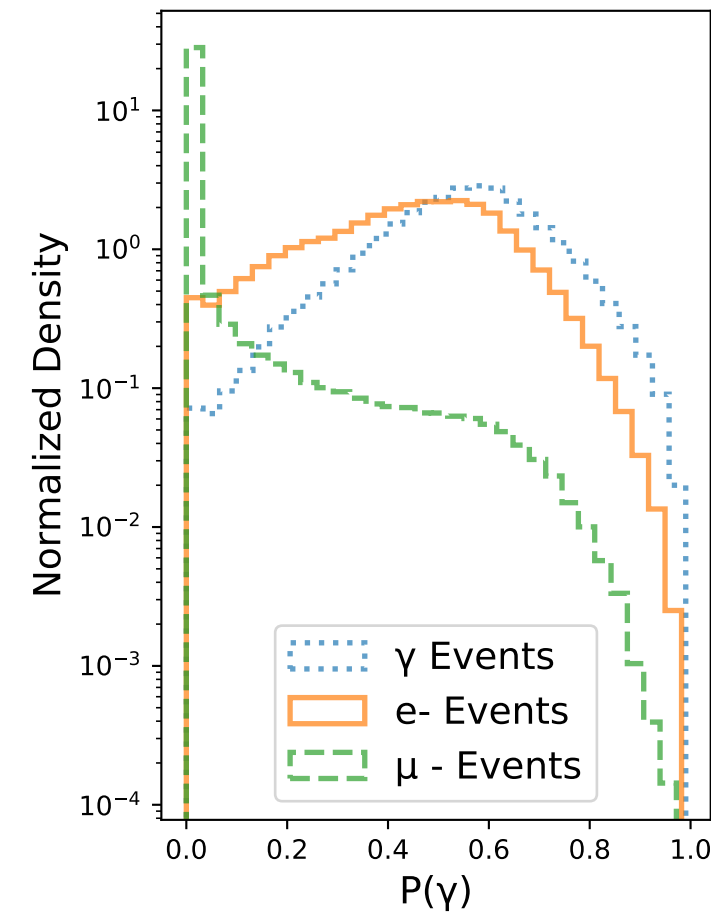 Normalized Density
10¹
10⁰
10⁻¹
10⁻²
10⁻³
10⁻⁴
γ Events
e- Events
μ - Events
0.0 0.2 0.4 0.6 0.8 1.0
P(γ)